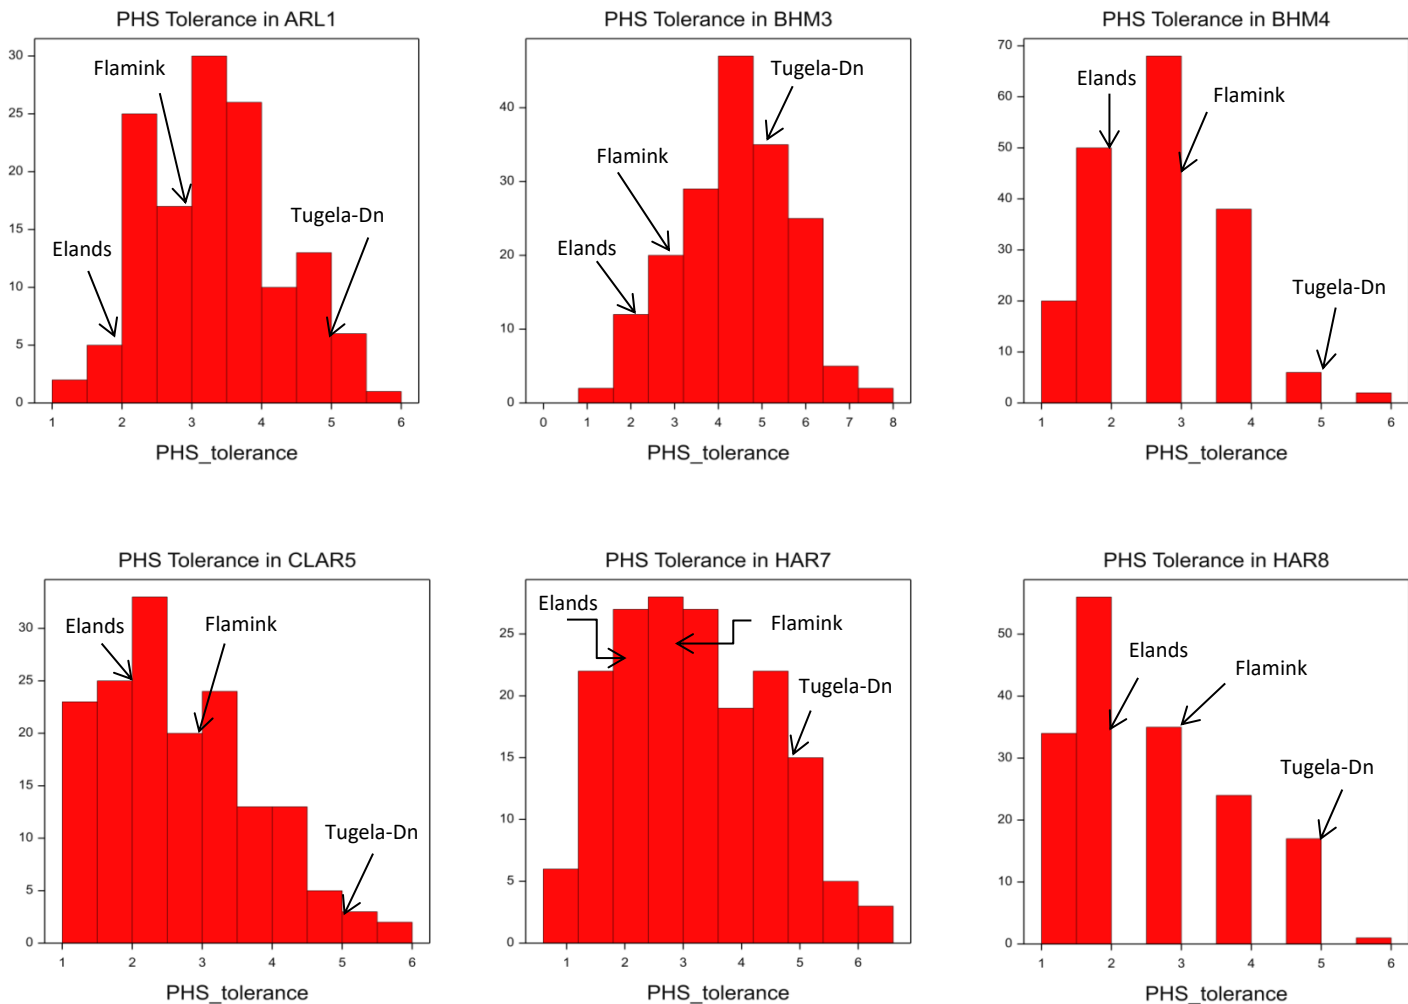 PHS Tolerance in ARL1
30
25
20
15
10
5
0
Flamink
Elands
Tugela-Dn
1 2 3 4 5 6
PHS_tolerance
PHS Tolerance in BHM3
40
30
20
10
0
Tugela-Dn
Flamink
Elands
0 1 2 3 4 5 6 7 8
PHS_tolerance
PHS Tolerance in BHM4
70
60
50
40
30
20
10
0
Elands
Flamink
Tugela-Dn
1 2 3 4 5 6
PHS_tolerance
PHS Tolerance in CLAR5
30
25
20
15
10
5
0
Elands Flamink
Tugela-Dn
1 2 3 4 5 6
PHS_tolerance
PHS Tolerance in HAR7
25
20
15
10
5
0
Elands
Flamink
Tugela-Dn
1 2 3 4 5 6
PHS_tolerance
PHS Tolerance in HAR8
50
40
30
20
10
0
Elands
Flamink
Tugela-Dn
1 2 3 4 5 6
PHS_tolerance